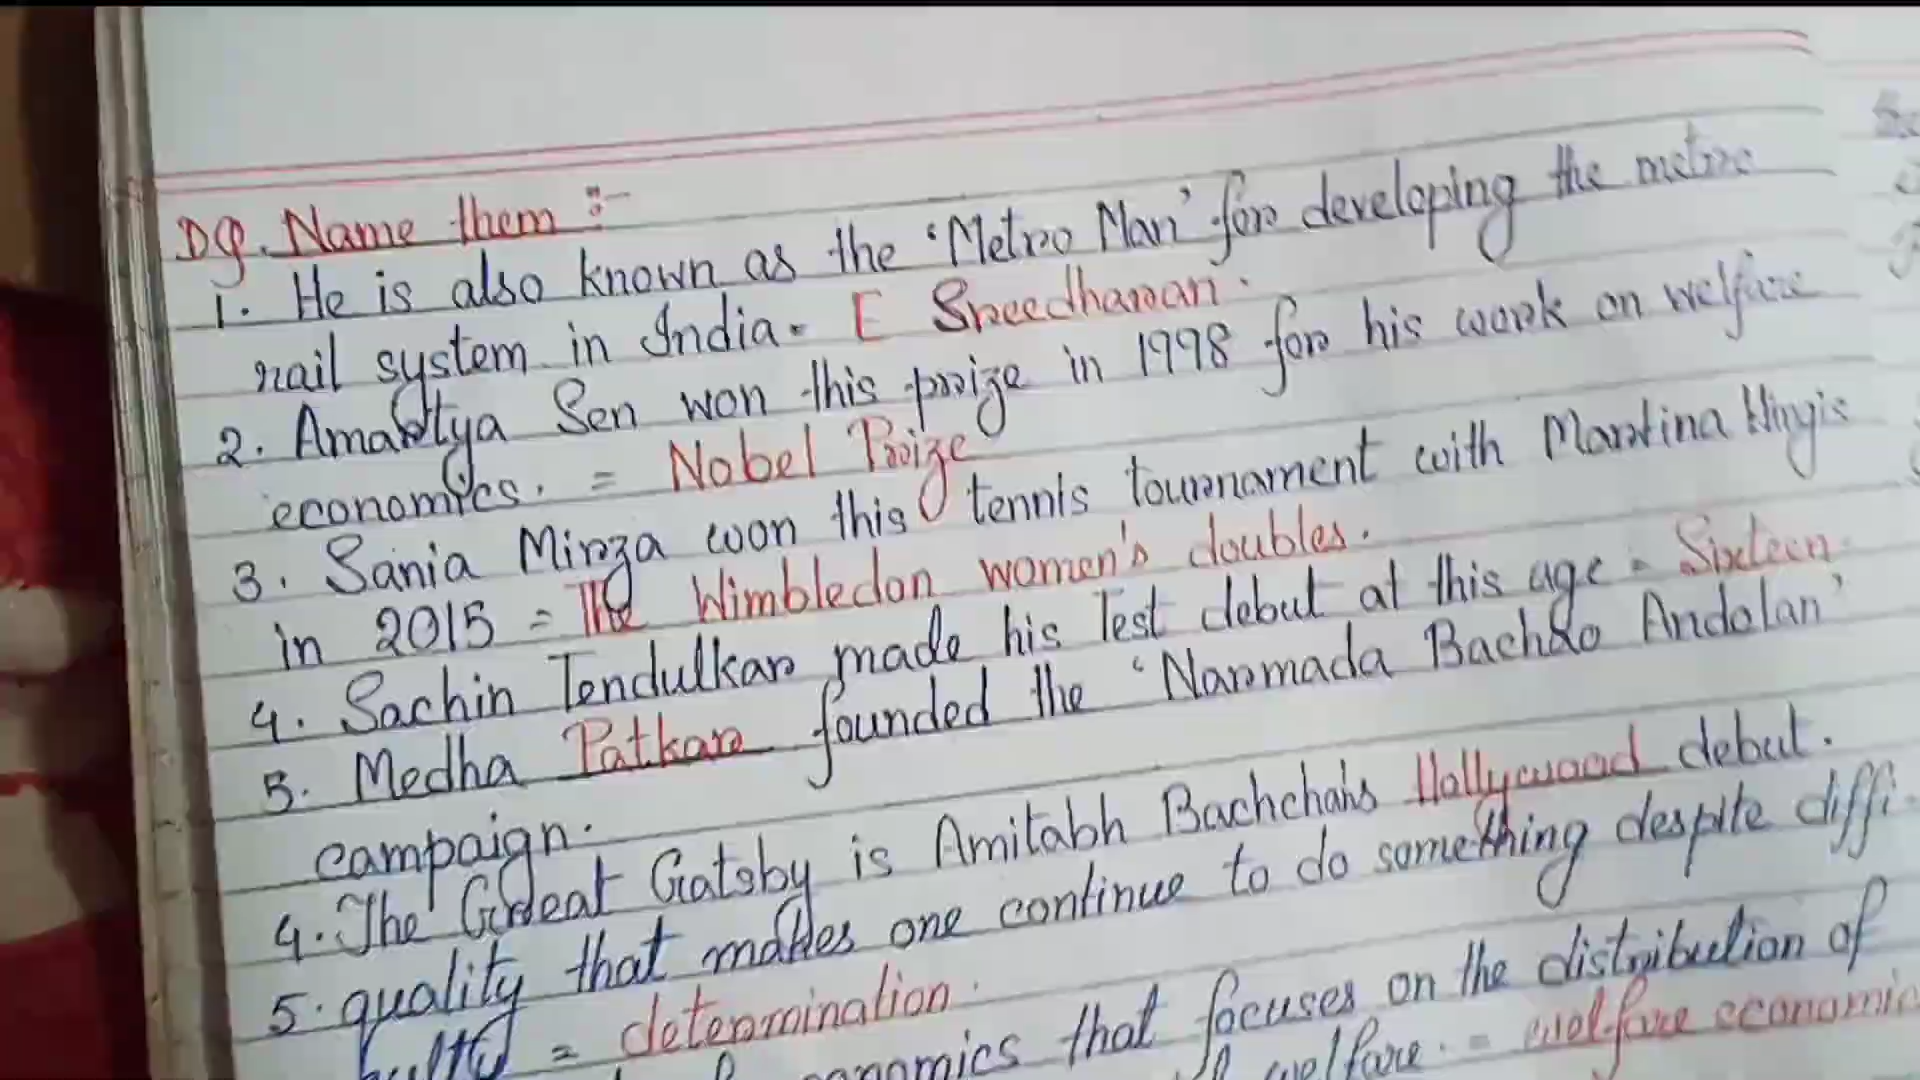 DQ. Name them :-
1. He is also known as the 'Metro Man' for developing the metro
rail system in India. E Sreedharan.
2. Amartya Sen won this prize in 1998 for his work on welfare
economics. = Nobel Prize
3. Sania Mirza won this tennis tournament with Martina Hingis
in 2015 = The Wimbledon women's doubles.
4. Sachin Tendulkar made his Test debut at this age - Sixteen.
5. Medha Patkar founded the 'Narmada Bachao Andolan'
campaign.
4. The Great Gatsby is Amitabh Bachchan's Hollywood debut.
5. quality that makes one continue to do something despite diffi-
culty = determination.
economics that focuses on the distribution of
welfare. = welfare economic